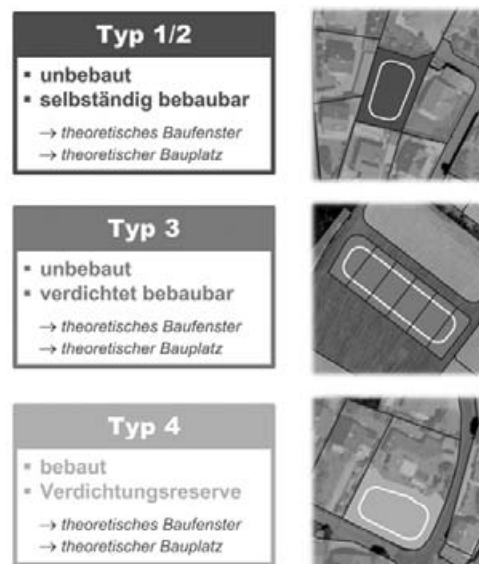 Typ 1/2
▪ unbebaut
▪ selbständig bebaubar
→ theoretisches Baufenster
→ theoretischer Bauplatz
Typ 3
▪ unbebaut
▪ verdichtet bebaubar
→ theoretisches Baufenster
→ theoretischer Bauplatz
Typ 4
▪ bebaut
▪ Verdichtungsreserve
→ theoretisches Baufenster
→ theoretischer Bauplatz